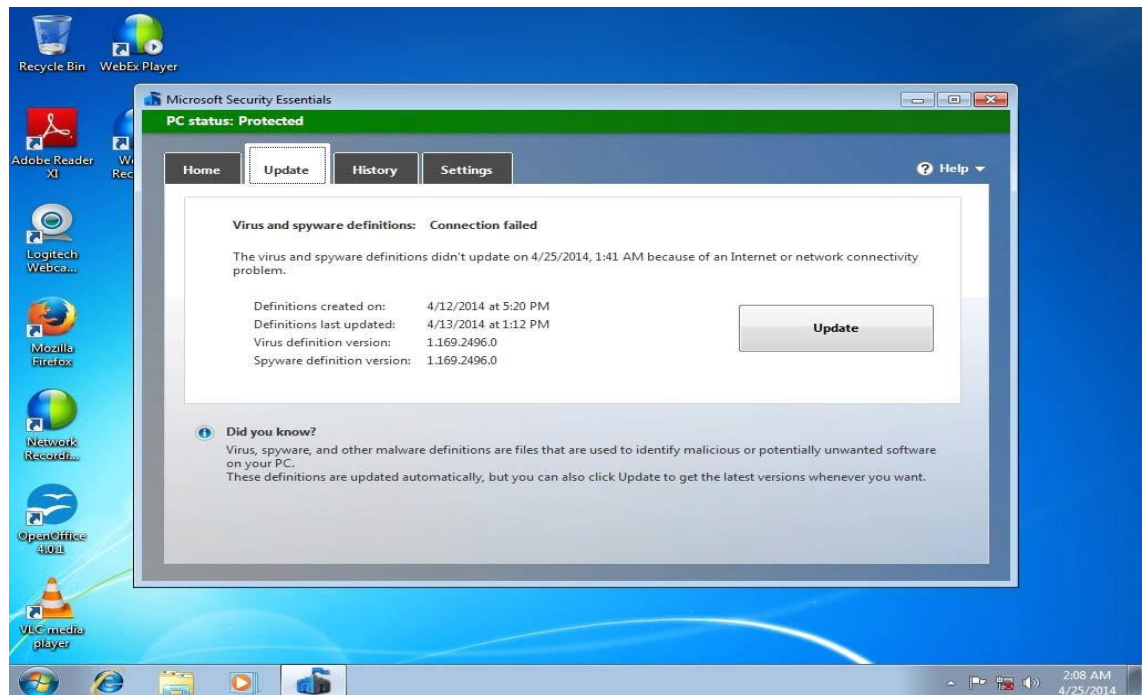 Recycle Bin
WebEx Player
Adobe Reader
XI
W
Rec
Logitech
Webca...
Mozilla
Firefox
Network
Recordi...
OpenOffice
4.0.1
VLC media
player
Microsoft Security Essentials
PC status: Protected
Home
Update
History
Settings
? Help
Virus and spyware definitions: Connection failed
The virus and spyware definitions didn't update on 4/25/2014, 1:41 AM because of an Internet or network connectivity
problem.
Definitions created on: 4/12/2014 at 5:20 PM
Definitions last updated: 4/13/2014 at 1:12 PM
Virus definition version: 1.169.2496.0
Spyware definition version: 1.169.2496.0
Update
Did you know?
Virus, spyware, and other malware definitions are files that are used to identify malicious or potentially unwanted software
on your PC.
These definitions are updated automatically, but you can also click Update to get the latest versions whenever you want.
2:08 AM
4/25/2014